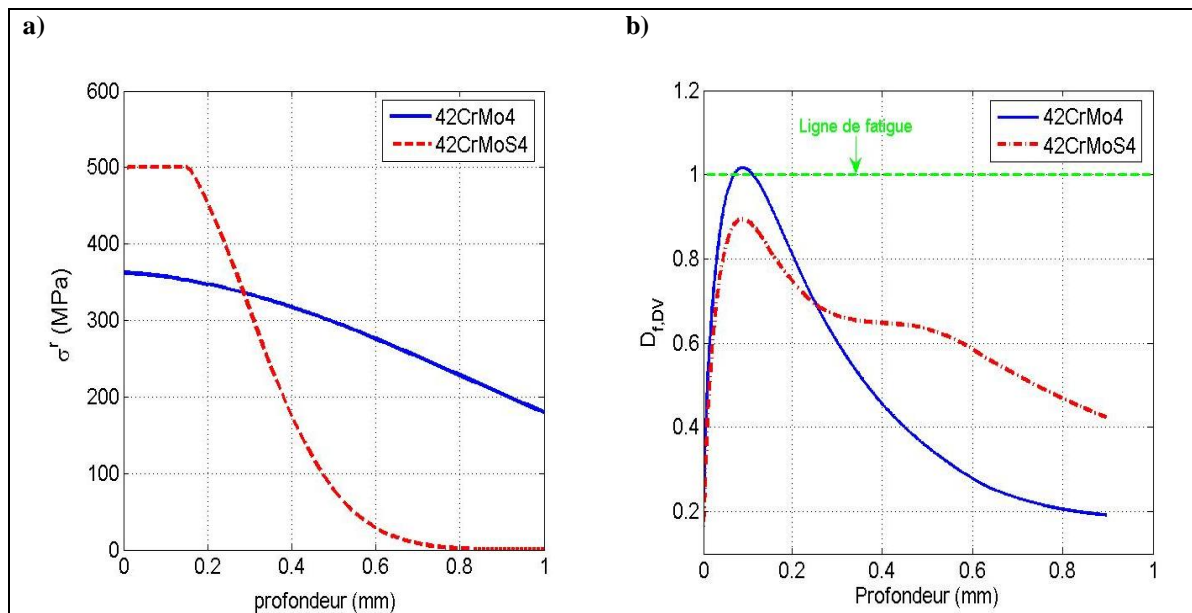 a)
600
500
400
300
200
100
0
0
0.2
0.4
0.6
0.8
1
σʳ (MPa)
profondeur (mm)
42CrMo4
42CrMoS4
b)
1.2
1
0.8
0.6
0.4
0.2
0
0.2
0.4
0.6
0.8
1
D_f,DV
Profondeur (mm)
Ligne de fatigue
42CrMo4
42CrMoS4